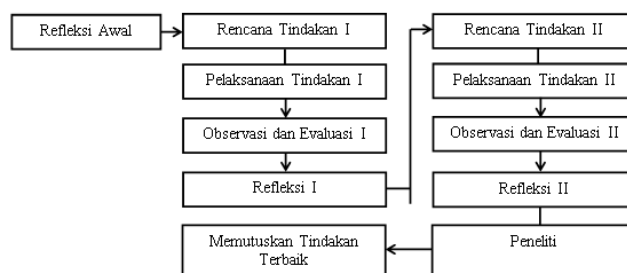 Refleksi Awal
Rencana Tindakan I
Pelaksanaan Tindakan I
Observasi dan Evaluasi I
Refleksi I
Rencana Tindakan II
Pelaksanaan Tindakan II
Observasi dan Evaluasi II
Refleksi II
Peneliti
Memutuskan Tindakan
Terbaik